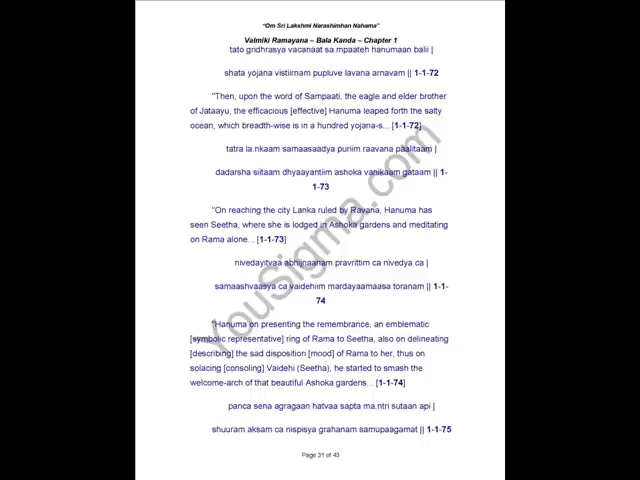 "Om Sri Lakshmi Narashimhan Nahama"
Valmiki Ramayana – Bala Kanda – Chapter 1
tato gridhrasya vacanaat sa.mpaateh hanumaan balii |
shata yojana vistiirnam pupluve lavana arnavam || 1-1-72
"Then, upon the word of Sampaati, the eagle and elder brother
of Jataayu, the efficacious [effective] Hanuma leaped forth the salty
ocean, which breadth-wise is in a hundred yojana-s... [1-1-72]
tatra la.nkaam samaasaadya puriim raavana paalitaam |
dadarsha siitaam dhyaayantiim ashoka vanikaam gataam || 1-
1-73
"On reaching the city Lanka ruled by Ravana, Hanuma has
seen Seetha, where she is lodged in Ashoka gardens and meditating
on Rama alone... [1-1-73]
nivedayitvaa abhijnaanam pravrittim ca nivedya ca |
samaashvaasya ca vaidehiim mardayaamaasa toranam || 1-1-
74
"Hanuma on presenting the remembrance, an emblematic
[symbolic representative] ring of Rama to Seetha, also on delineating
[describing] the sad disposition [mood] of Rama to her, thus on
solacing [consoling] Vaidehi (Seetha), he started to smash the
welcome-arch of that beautiful Ashoka gardens... [1-1-74]
panca sena agragaan hatvaa sapta ma.ntri sutaan api |
shuuram aksam ca nispisya grahanam samupaagamat || 1-1-75
Page 31 of 43
YouSigma.com